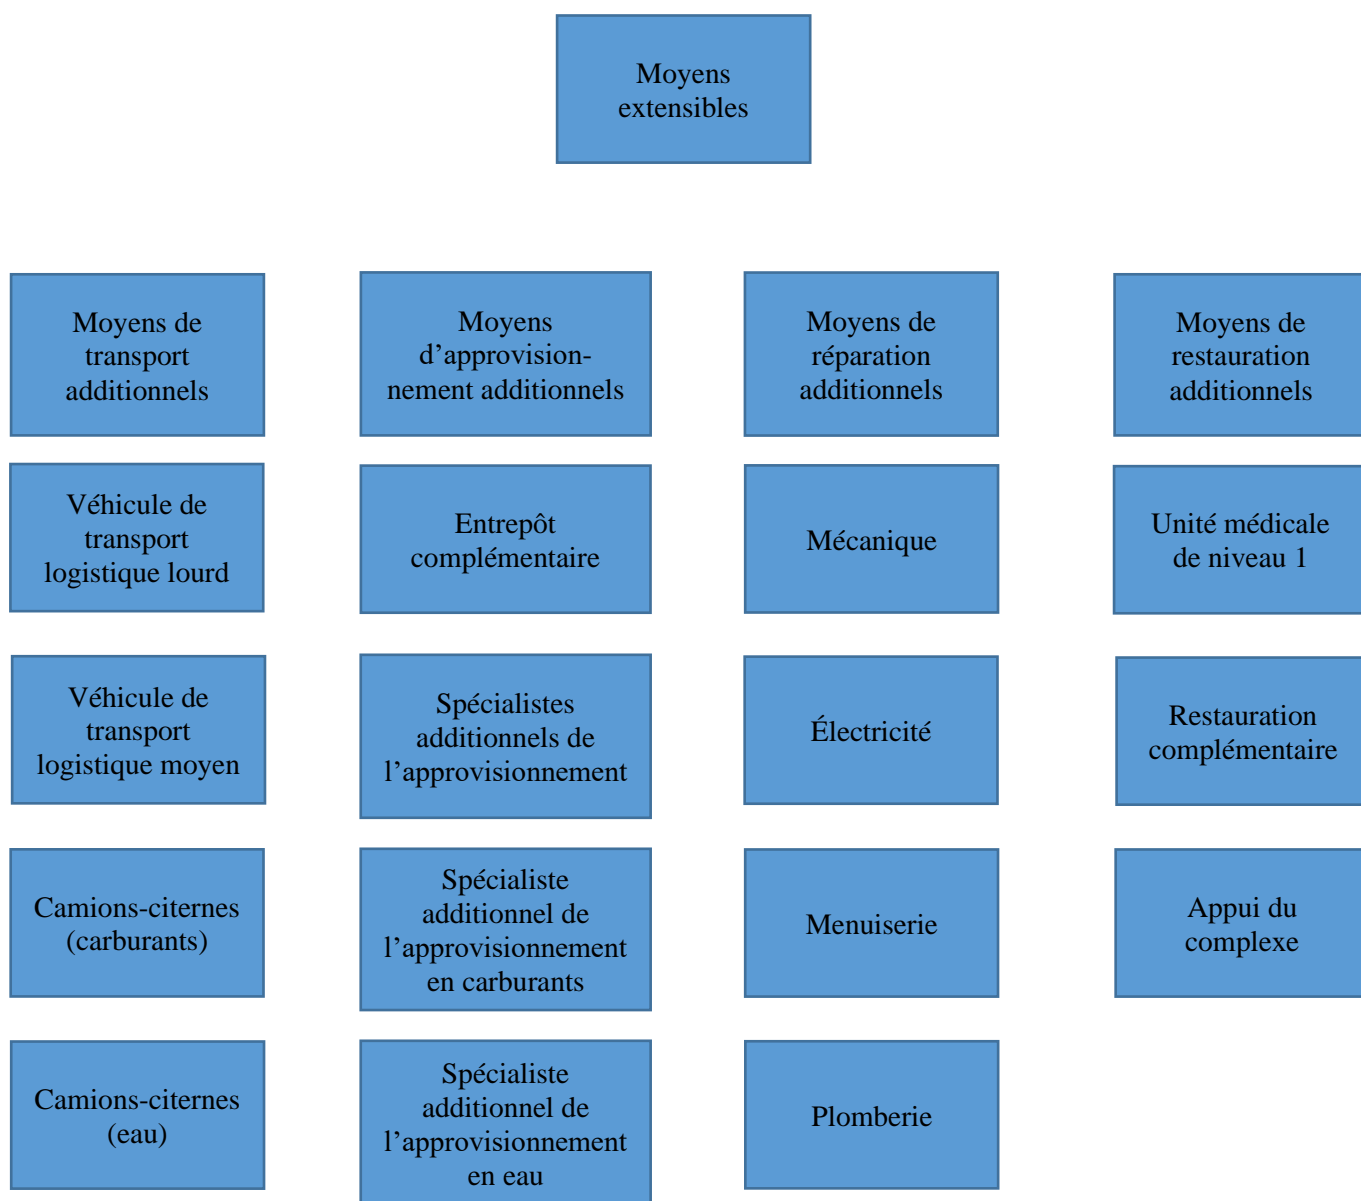 Moyens
extensibles
Moyens de
transport
additionnels
Moyens
d’approvision-
nement additionnels
Moyens de
réparation
additionnels
Moyens de
restauration
additionnels
Véhicule de
transport
logistique lourd
Entrepôt
complémentaire
Mécanique
Unité médicale
de niveau 1
Véhicule de
transport
logistique moyen
Spécialistes
additionnels de
l’approvisionnement
Électricité
Restauration
complémentaire
Camions-citernes
(carburants)
Spécialiste
additionnel de
l’approvisionnement
en carburants
Menuiserie
Appui du
complexe
Camions-citernes
(eau)
Spécialiste
additionnel de
l’approvisionnement
en eau
Plomberie